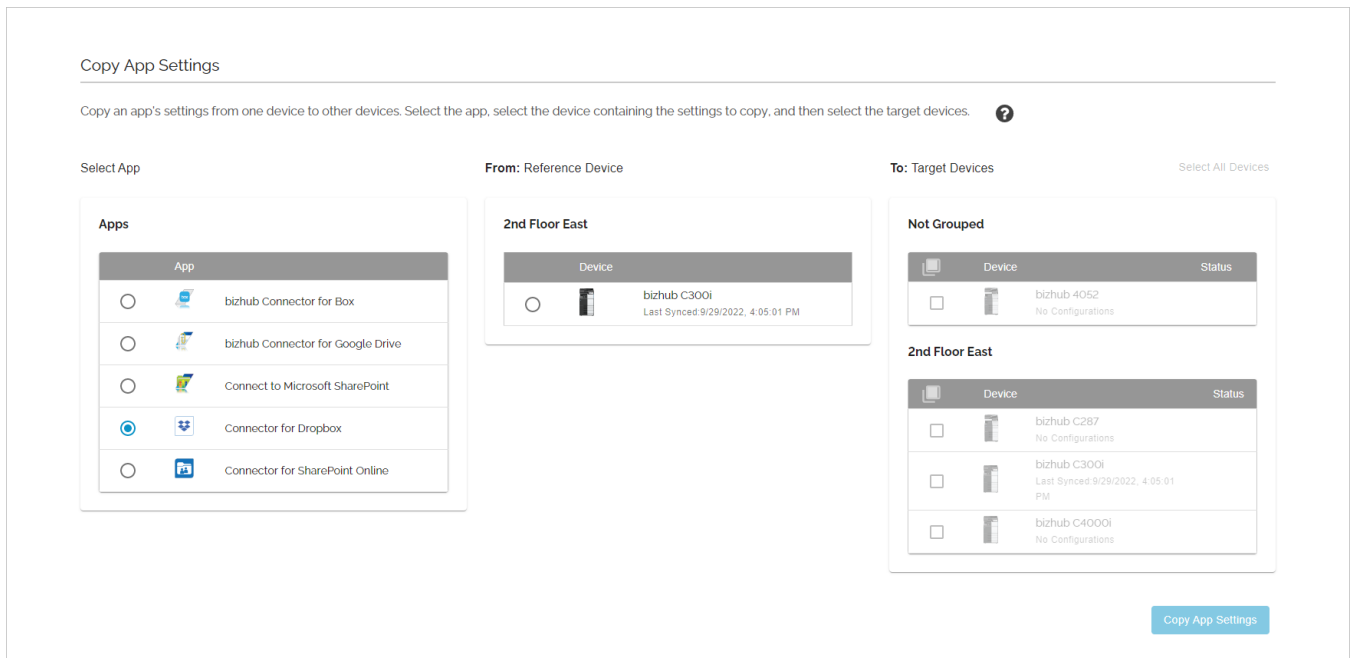 Copy App Settings
Copy an app's settings from one device to other devices. Select the app, select the device containing the settings to copy, and then select the target devices. ?
Select App
Apps
App
bizhub Connector for Box
bizhub Connector for Google Drive
Connect to Microsoft SharePoint
Connector for Dropbox
Connector for SharePoint Online
From: Reference Device
2nd Floor East
Device
bizhub C300i
Last Synced:9/29/2022, 4:05:01 PM
To: Target Devices
Select All Devices
Not Grouped
Device Status
bizhub 4052
No Configurations
2nd Floor East
Device Status
bizhub C287
No Configurations
bizhub C300i
Last Synced:9/29/2022, 4:05:01
PM
bizhub C4000i
No Configurations
Copy App Settings